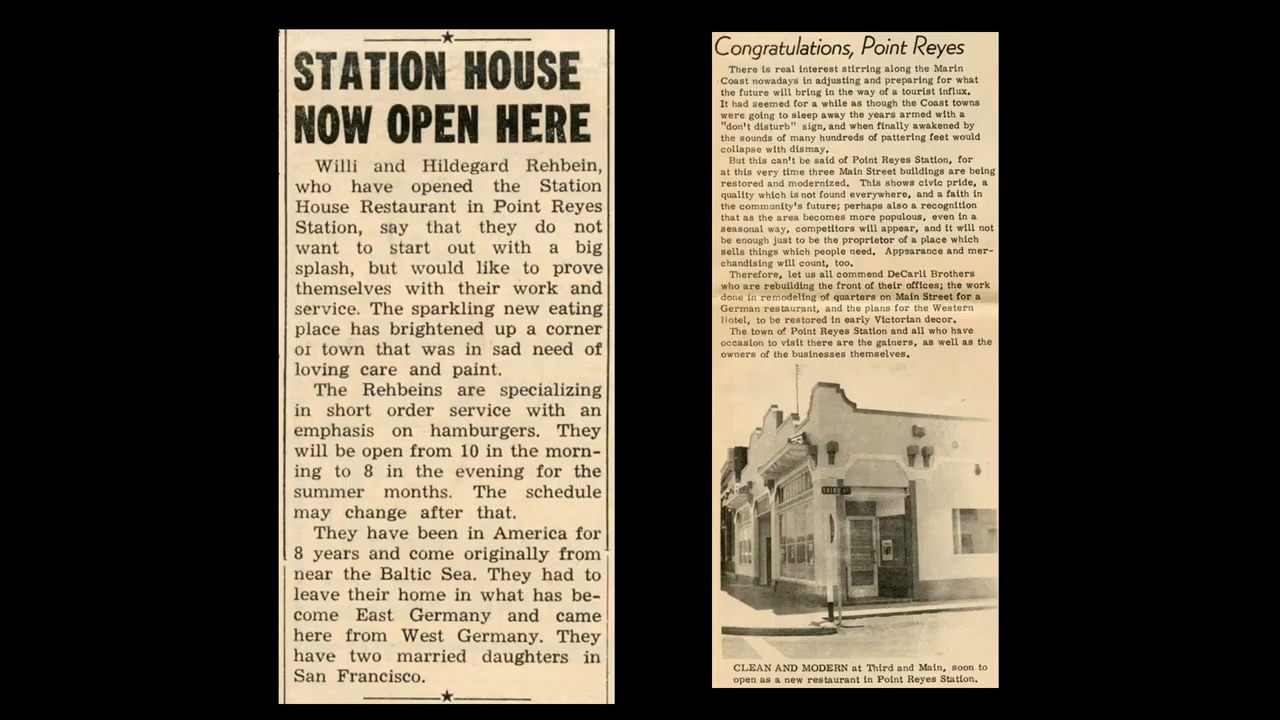 STATION HOUSE
NOW OPEN HERE
Willi and Hildegard Rehbein,
who have opened the Station
House Restaurant in Point Reyes
Station, say that they do not
want to start out with a big
splash, but would like to prove
themselves with their work and
service. The sparkling new eating
place has brightened up a corner
or town that was in sad need of
loving care and paint.
The Rehbeins are specializing
in short order service with an
emphasis on hamburgers. They
will be open from 10 in the morn-
ing to 8 in the evening for the
summer months. The schedule
may change after that.
They have been in America for
8 years and come originally from
near the Baltic Sea. They had to
leave their home in what has be-
come East Germany and came
here from West Germany. They
have two married daughters in
San Francisco.
Congratulations, Point Reyes
There is real interest stirring along the Marin
Coast nowadays in adjusting and preparing for what
the future will bring in the way of a tourist influx.
It had seemed for a while as though the Coast towns
were going to sleep away the years armed with a
"don't disturb" sign, and when finally awakened by
the sounds of many hundreds of pattering feet would
collapse with dismay.
But this can't be said of Point Reyes Station, for
at this very time three Main Street buildings are being
restored and modernized. This shows civic pride, a
quality which is not found everywhere, and a faith in
the community's future; perhaps also a recognition
that as the area becomes more populous, even in a
seasonal way, competitors will appear, and it will not
be enough just to be the proprietor of a place which
sells things which people need. Appearance and mer-
chandising will count, too.
Therefore, let us all commend DeCarli Brothers
who are rebuilding the front of their offices; the work
done in remodeling of quarters on Main Street for a
German restaurant, and the plans for the Western
Hotel, to be restored in early Victorian decor.
The town of Point Reyes Station and all who have
occasion to visit there are the gainers, as well as the
owners of the businesses themselves.
THIRD ST
CLEAN AND MODERN at Third and Main, soon to
open as a new restaurant in Point Reyes Station.